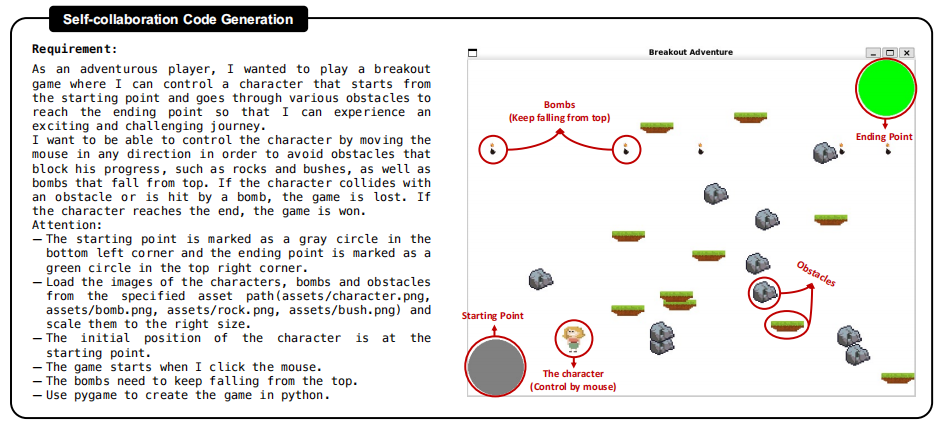 Self-collaboration Code Generation
Requirement:
As an adventurous player, I wanted to play a breakout
game where I can control a character that starts from
the starting point and goes through various obstacles to
reach the ending point so that I can experience an
exciting and challenging journey.
I want to be able to control the character by moving the
mouse in any direction in order to avoid obstacles that
block his progress, such as rocks and bushes, as well as
bombs that fall from top. If the character collides with
an obstacle or is hit by a bomb, the game is lost. If
the character reaches the end, the game is won.
Attention:
— The starting point is marked as a gray circle in the
bottom left corner and the ending point is marked as a
green circle in the top right corner.
— Load the images of the characters, bombs and obstacles
from the specified asset path(assets/character.png,
assets/bomb.png, assets/rock.png, assets/bush.png) and
scale them to the right size.
— The initial position of the character is at the
starting point.
— The game starts when I click the mouse.
— The bombs need to keep falling from the top.
— Use pygame to create the game in python.
Breakout Adventure
Bombs
(Keep falling from top)
Ending Point
Obstacles
Starting Point
The character
(Control by mouse)